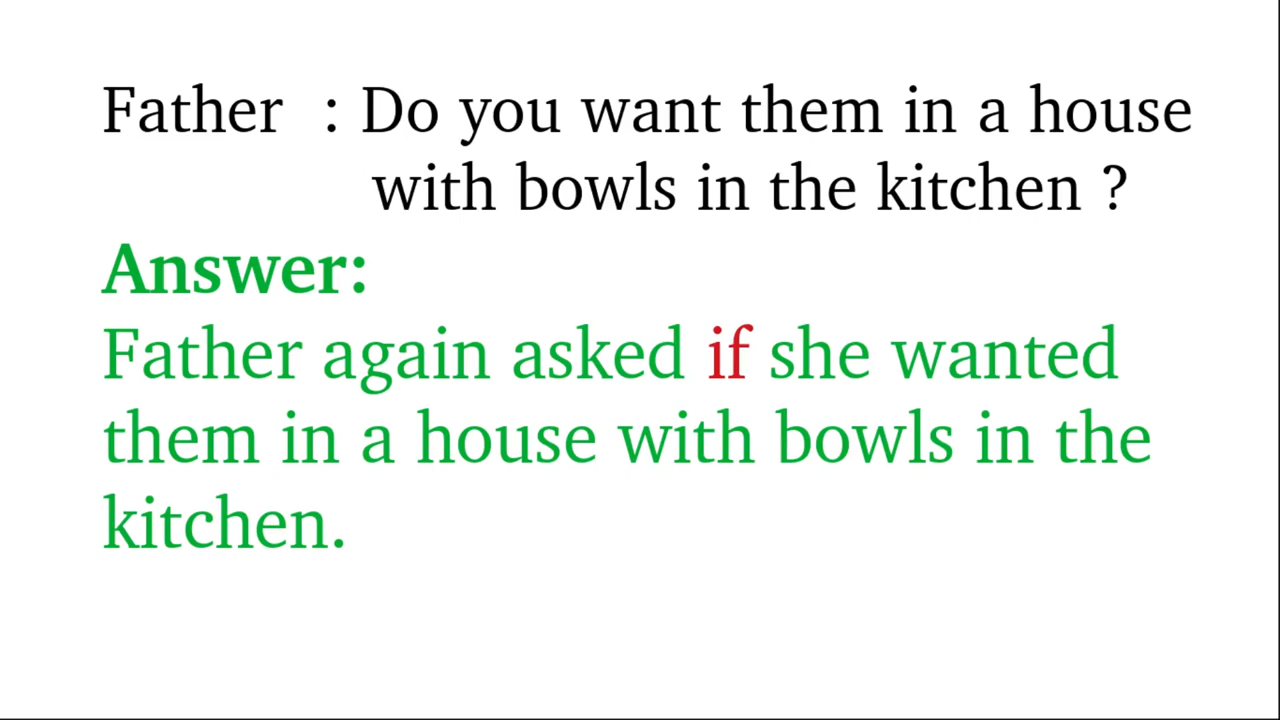 Father : Do you want them in a house
with bowls in the kitchen ?
Answer:
Father again asked if she wanted
them in a house with bowls in the
kitchen.